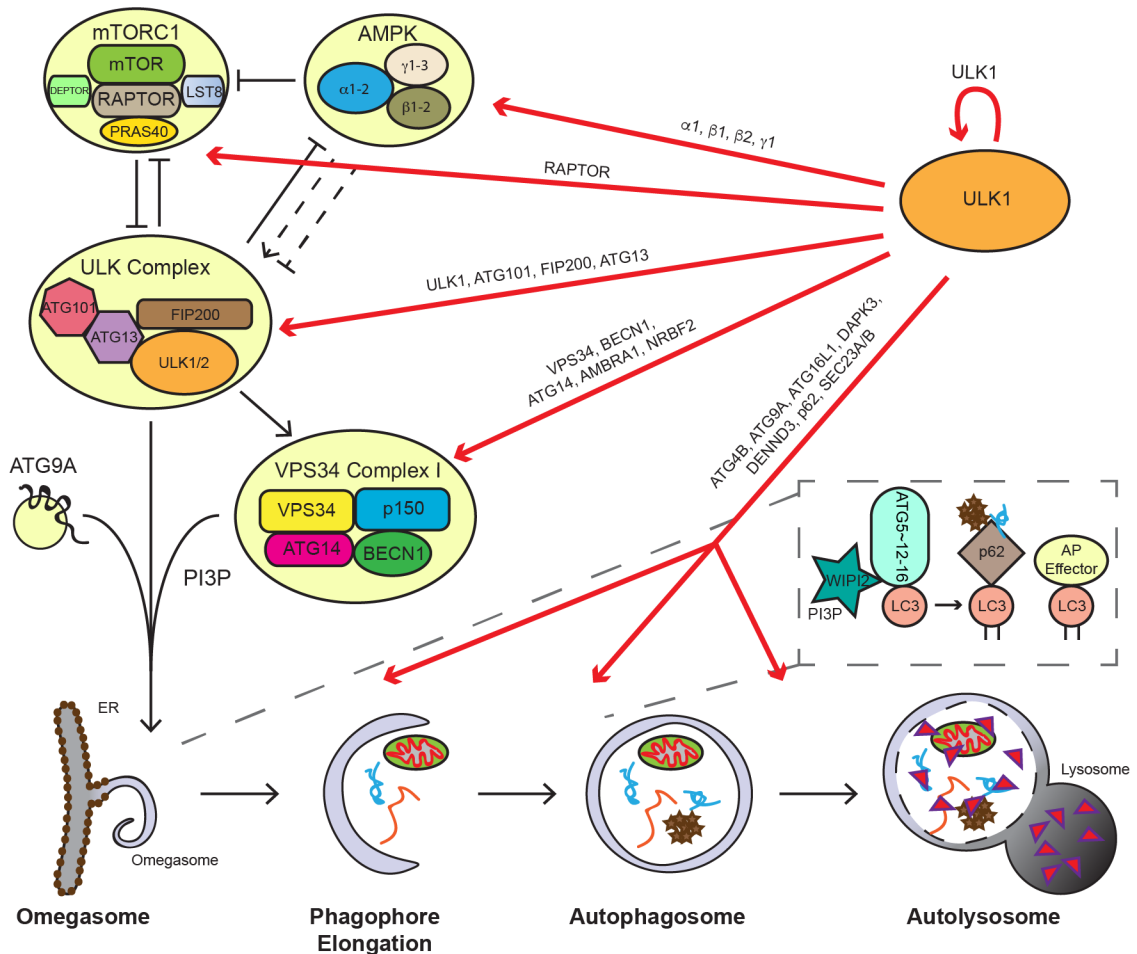 mTORC1
mTOR
DEPTOR
RAPTOR
LST8
PRAS40
AMPK
γ1-3
α1-2
β1-2
ULK1
ULK1
α1, β1, β2, γ1
RAPTOR
ULK1, ATG101, FIP200, ATG13
VPS34, BECN1,
ATG14, AMBRA1, NRBF2
ATG4B, ATG9A, ATG16L1, DAPK3,
DENND3, p62, SEC23A/B
ULK Complex
ATG101
ATG13
FIP200
ULK1/2
ATG9A
PI3P
VPS34 Complex I
VPS34
p150
ATG14
BECN1
ATG5~12-16
WIPI2
PI3P
LC3
p62
LC3
AP
Effector
LC3
ER
Omegasome
Lysosome
Omegasome
Phagophore
Elongation
Autophagosome
Autolysosome